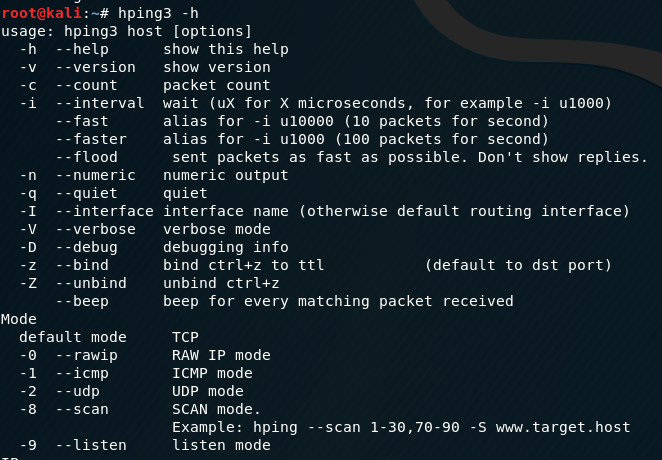 root@kali:~# hping3 -h
usage: hping3 host [options]
  -h  --help      show this help
  -v  --version   show version
  -c  --count     packet count
  -i  --interval  wait (uX for X microseconds, for example -i u1000)
      --fast      alias for -i u10000 (10 packets for second)
      --faster    alias for -i u1000 (100 packets for second)
      --flood      sent packets as fast as possible. Don't show replies.
  -n  --numeric   numeric output
  -q  --quiet     quiet
  -I  --interface interface name (otherwise default routing interface)
  -V  --verbose   verbose mode
  -D  --debug     debugging info
  -z  --bind      bind ctrl+z to ttl           (default to dst port)
  -Z  --unbind    unbind ctrl+z
      --beep      beep for every matching packet received
Mode
  default mode     TCP
  -0  --rawip      RAW IP mode
  -1  --icmp       ICMP mode
  -2  --udp        UDP mode
  -8  --scan       SCAN mode.
                   Example: hping --scan 1-30,70-90 -S www.target.host
  -9  --listen     listen mode